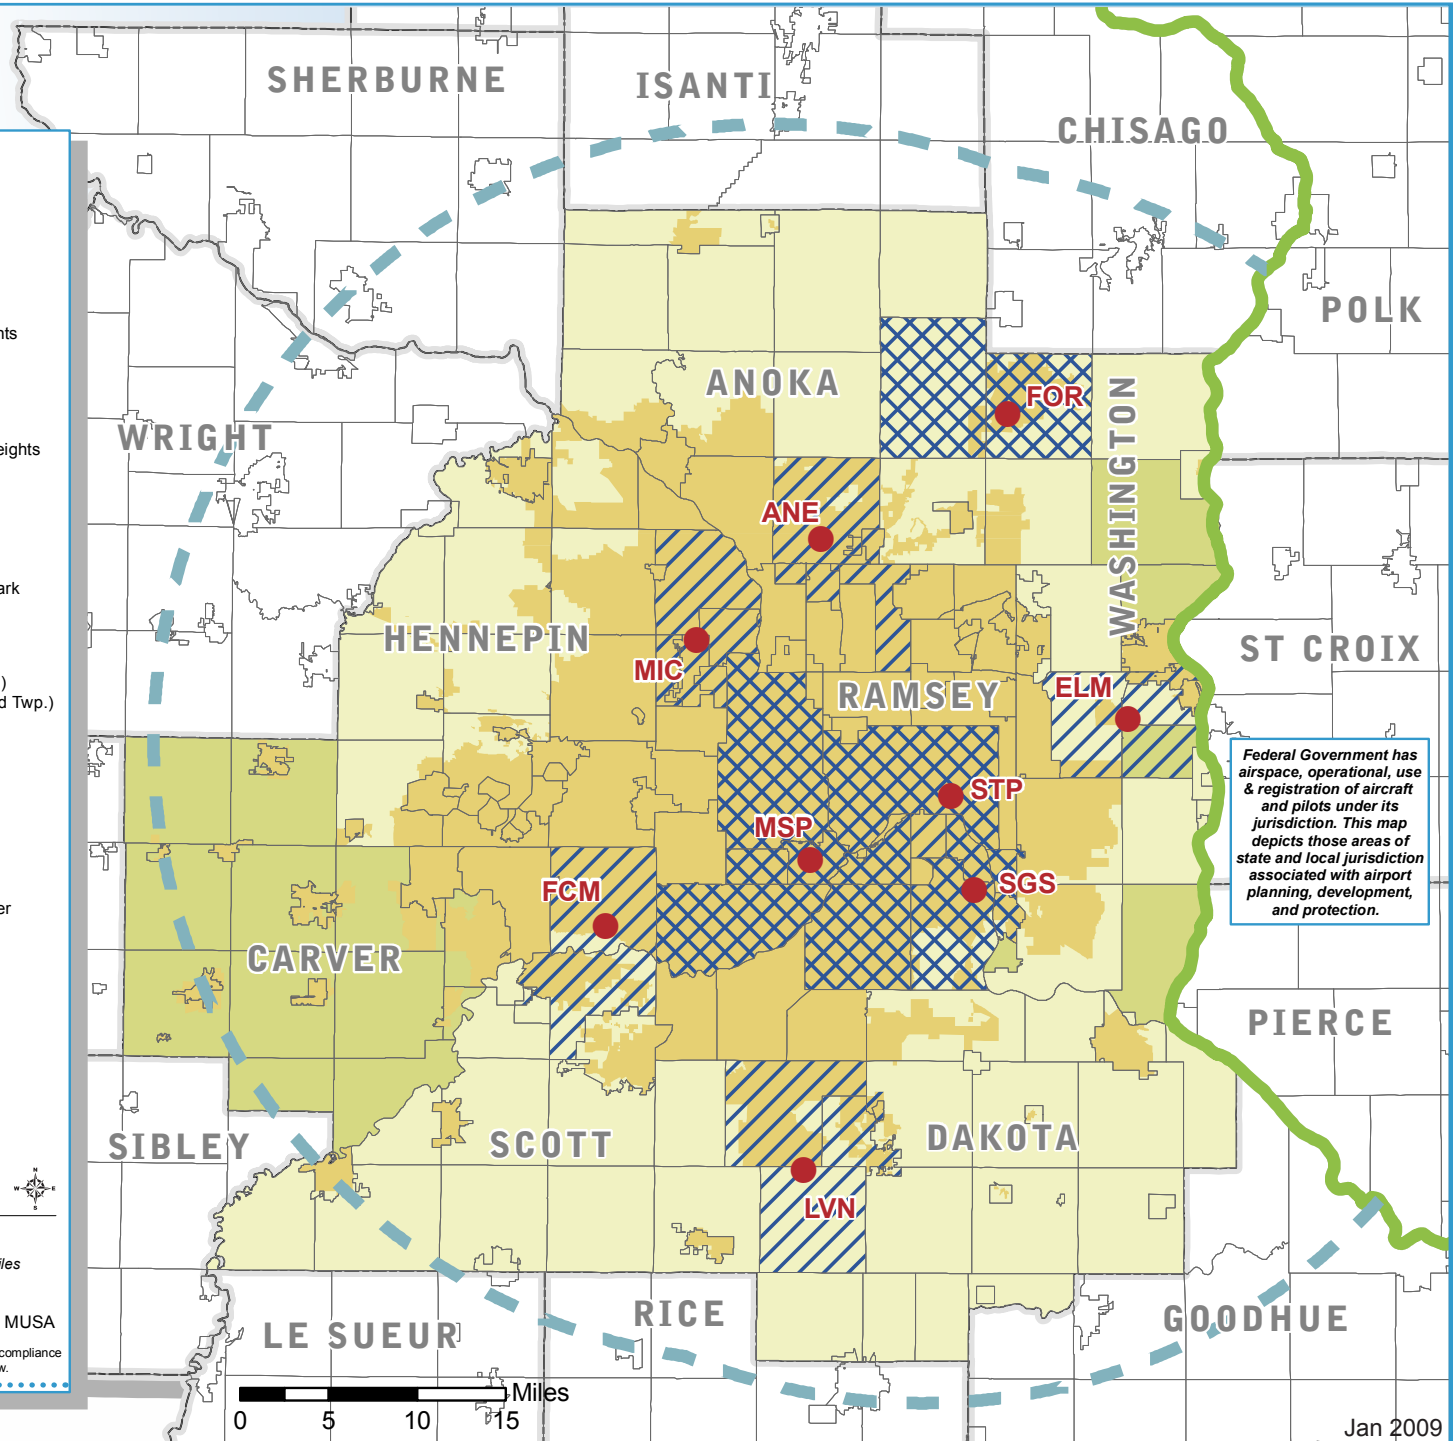 SHERBURNE
ISANTI
CHISAGO
POLK
nts
ANOKA
FOR
WRIGHT
eights
WASHINGTON
ANE
ark
HENNEPIN
ST CROIX
MIC
)
d Twp.)
RAMSEY
ELM
Federal Government has
airspace, operational, use
& registration of aircraft
and pilots under its
jurisdiction. This map
depicts those areas of
state and local jurisdiction
associated with airport
planning, development,
and protection.
STP
MSP
SGS
FCM
er
CARVER
PIERCE
SIBLEY
SCOTT
DAKOTA
N
W E
S
LVN
iles
MUSA
compliance
w.
LE SUEUR
RICE
GOODHUE
Miles
0 5 10 15
Jan 2009